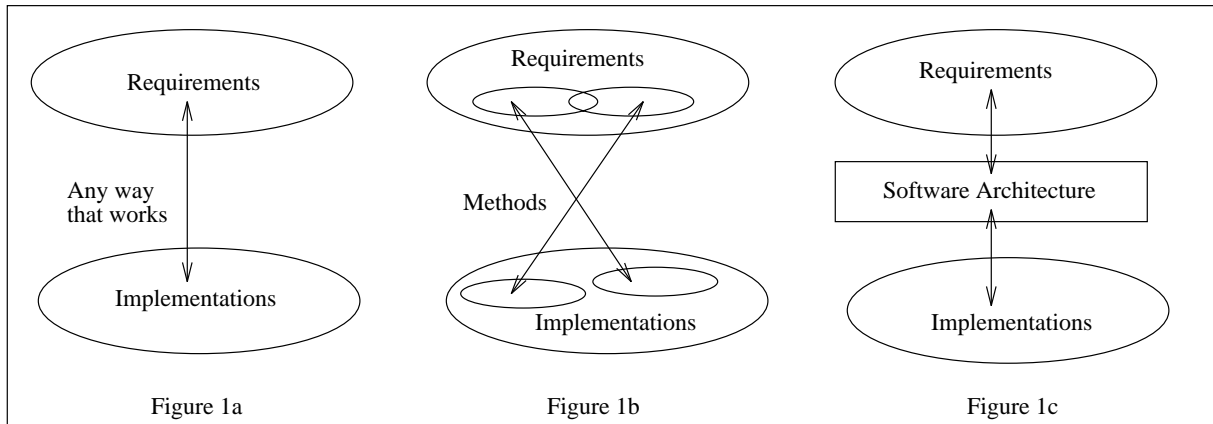 Requirements
Any way
that works
Implementations
Figure 1a
Requirements
Methods
Implementations
Figure 1b
Requirements
Software Architecture
Implementations
Figure 1c